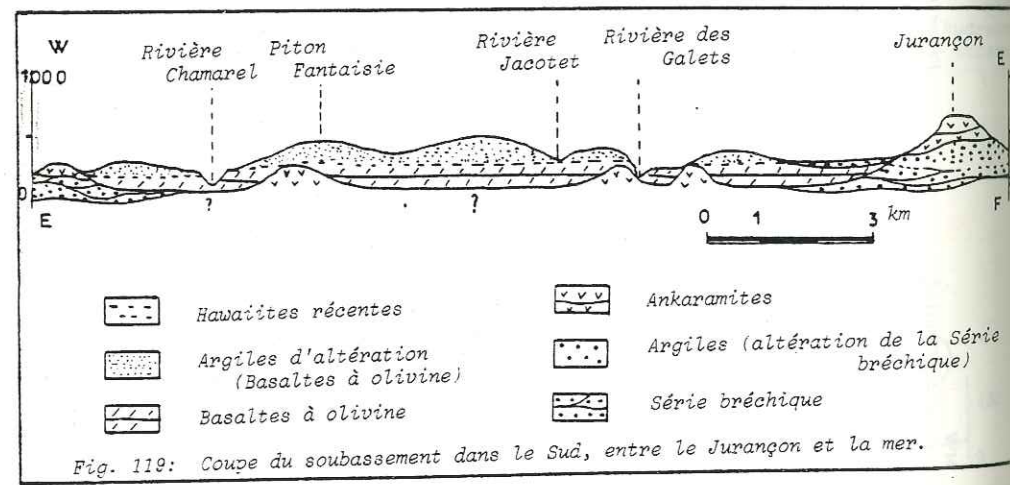 W
E
1000
0
Rivière
Chamarel
Piton
Fantaisie
Rivière
Jacotet
Rivière des
Galets
Jurançon
?
?
E
F
0 1 3 km
Hawaiites récentes
Argiles d'altération
(Basaltes à olivine)
Basaltes à olivine
Ankaramites
Argiles (altération de la Série
bréchique)
Série bréchique
Fig. 119: Coupe du soubassement dans le Sud, entre le Jurançon et la mer.